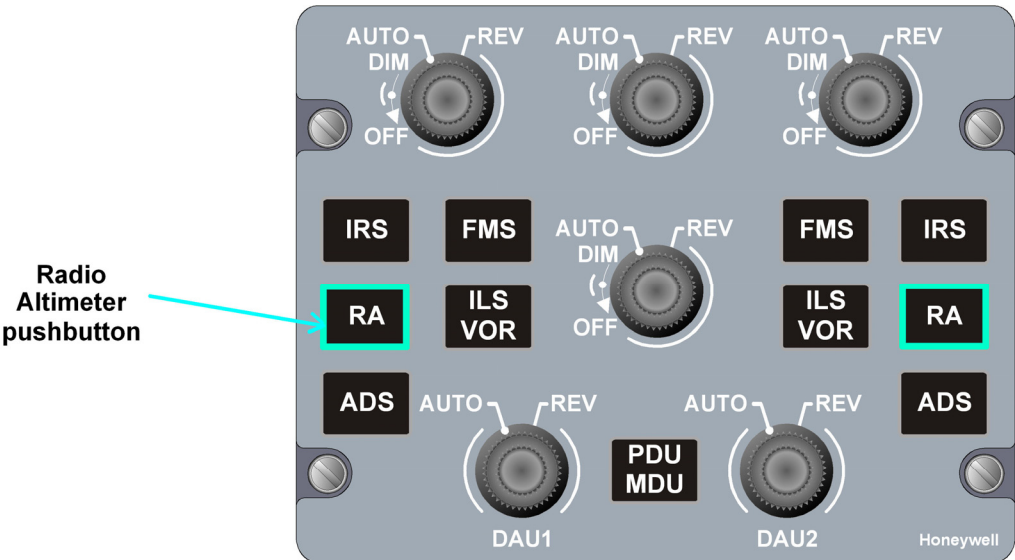 AUTO REV AUTO REV AUTO REV
DIM DIM DIM
OFF OFF OFF
IRS FMS FMS IRS
AUTO REV
DIM
OFF
Radio
Altimeter
pushbutton
RA
ILS
VOR
ILS
VOR
RA
ADS ADS
AUTO REV AUTO REV
PDU
MDU
DAU1 DAU2
Honeywell